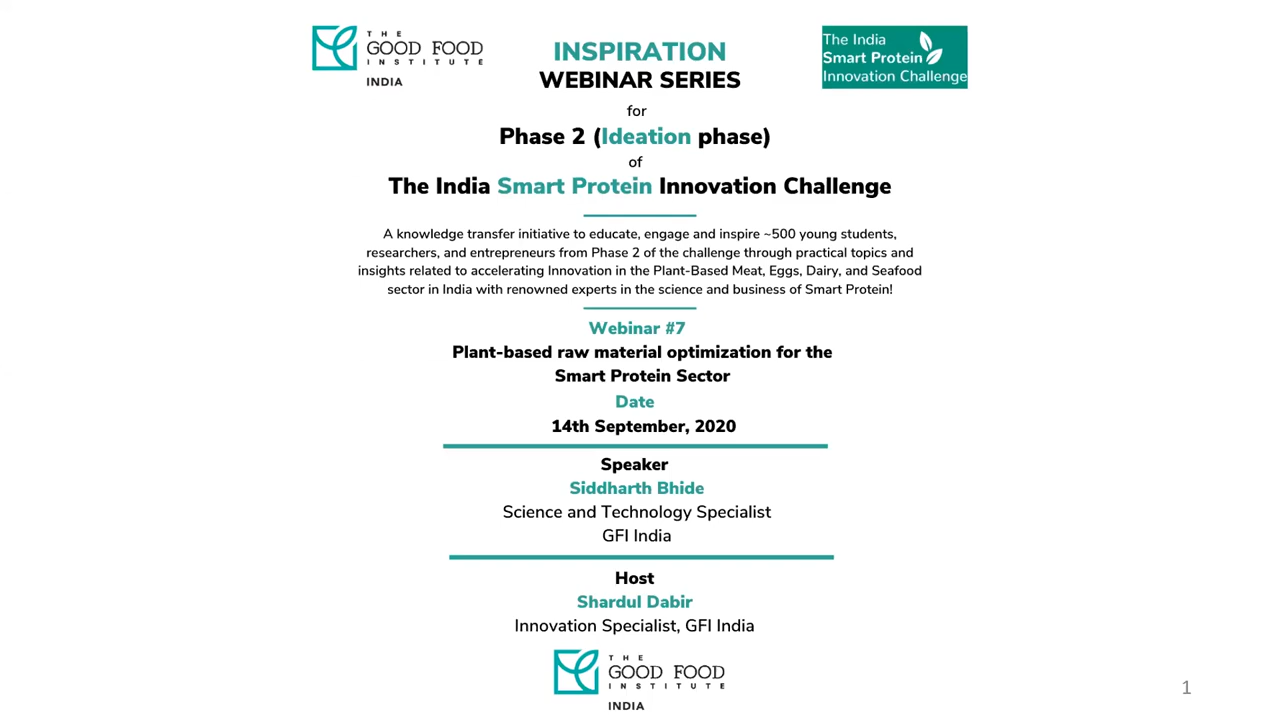 THE
GOOD FOOD
INSTITUTE
INDIA
INSPIRATION
WEBINAR SERIES
The India
Smart Protein
Innovation Challenge
for
Phase 2 (Ideation phase)
of
The India Smart Protein Innovation Challenge
A knowledge transfer initiative to educate, engage and inspire ~500 young students,
researchers, and entrepreneurs from Phase 2 of the challenge through practical topics and
insights related to accelerating Innovation in the Plant-Based Meat, Eggs, Dairy, and Seafood
sector in India with renowned experts in the science and business of Smart Protein!
Webinar #7
Plant-based raw material optimization for the
Smart Protein Sector
Date
14th September, 2020
Speaker
Siddharth Bhide
Science and Technology Specialist
GFI India
Host
Shardul Dabir
Innovation Specialist, GFI India
THE
GOOD FOOD
INSTITUTE
INDIA
1